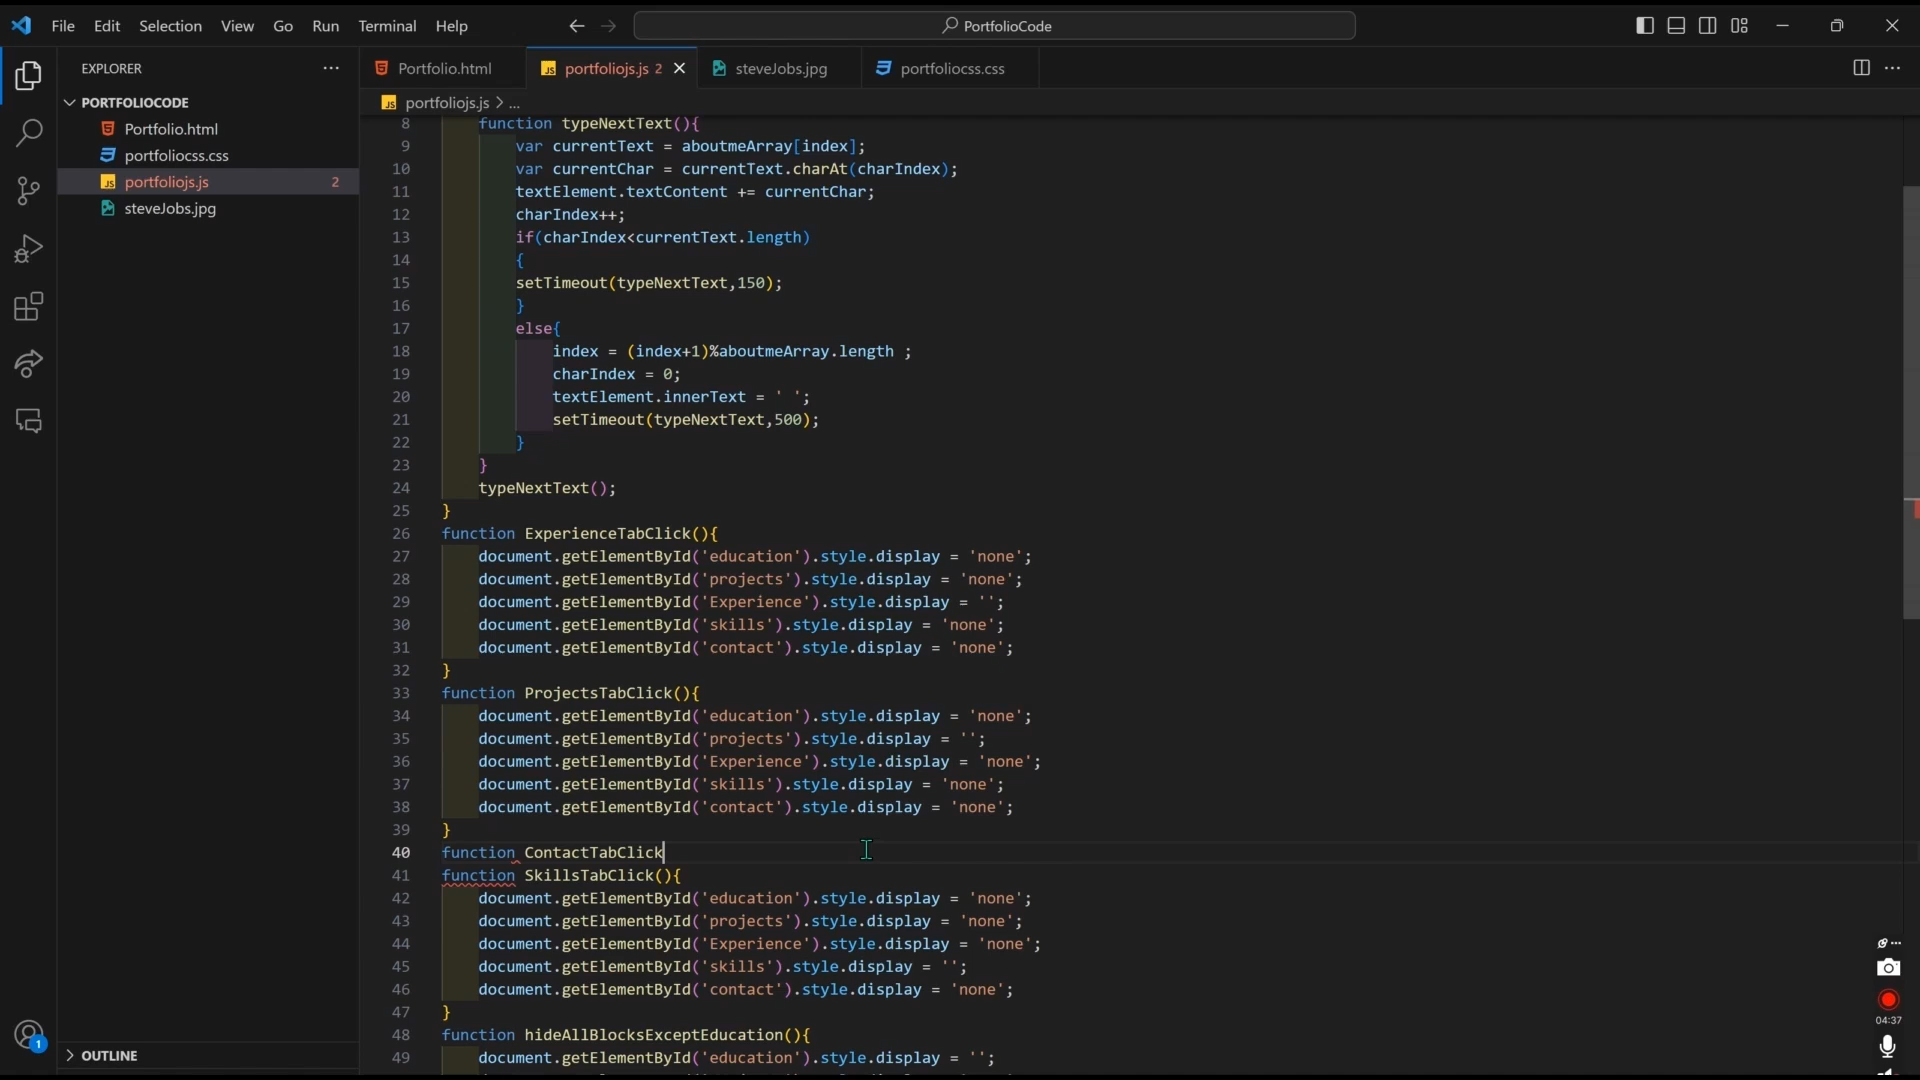 File Edit Selection View Go Run Terminal Help
PortfolioCode
EXPLORER
Portfolio.html
portfoliojs.js 2
steveJobs.jpg
portfoliocss.css
PORTFOLIOCODE
portfoliojs.js > ...
Portfolio.html
portfoliocss.css
portfoliojs.js 2
steveJobs.jpg
8 function typeNextText(){
9 var currentText = aboutmeArray[index];
10 var currentChar = currentText.charAt(charIndex);
11 textElement.textContent += currentChar;
12 charIndex++;
13 if(charIndex<currentText.length)
14 {
15 setTimeout(typeNextText,150);
16 }
17 else{
18 index = (index+1)%aboutmeArray.length ;
19 charIndex = 0;
20 textElement.innerText = ' ';
21 setTimeout(typeNextText,500);
22 }
23 }
24 typeNextText();
25 }
26 function ExperienceTabClick(){
27 document.getElementById('education').style.display = 'none';
28 document.getElementById('projects').style.display = 'none';
29 document.getElementById('Experience').style.display = '';
30 document.getElementById('skills').style.display = 'none';
31 document.getElementById('contact').style.display = 'none';
32 }
33 function ProjectsTabClick(){
34 document.getElementById('education').style.display = 'none';
35 document.getElementById('projects').style.display = '';
36 document.getElementById('Experience').style.display = 'none';
37 document.getElementById('skills').style.display = 'none';
38 document.getElementById('contact').style.display = 'none';
39 }
40 function ContactTabClick
41 function SkillsTabClick(){
42 document.getElementById('education').style.display = 'none';
43 document.getElementById('projects').style.display = 'none';
44 document.getElementById('Experience').style.display = 'none';
45 document.getElementById('skills').style.display = '';
46 document.getElementById('contact').style.display = 'none';
47 }
48 function hideAllBlocksExceptEducation(){
49 document.getElementById('education').style.display = '';
04:37
1
OUTLINE